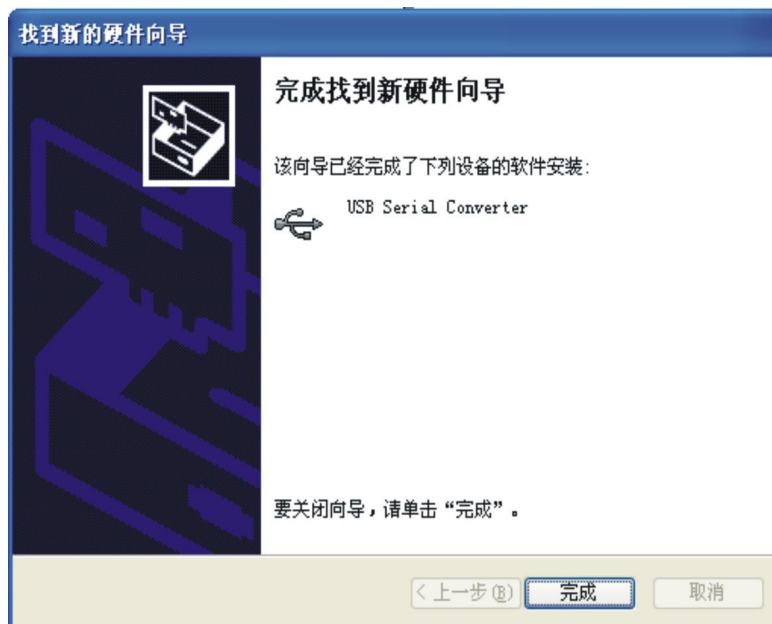 找到新的硬件向导
完成找到新硬件向导
该向导已经完成了下列设备的软件安装:
USB Serial Converter
要关闭向导，请单击“完成”。
< 上一步(B)
完成
取消